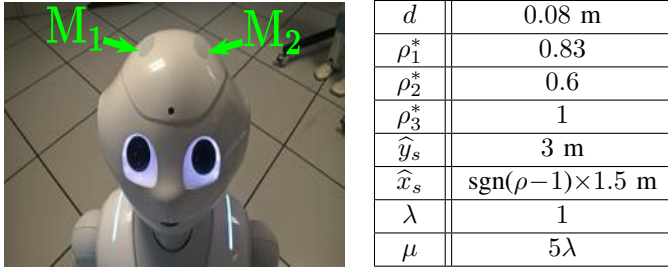 M₁ M₂
d 0.08 m
ρ₁* 0.83
ρ₂* 0.6
ρ₃* 1
ŷₛ 3 m
x̂ₛ sgn(ρ−1)×1.5 m
λ 1
μ 5λ